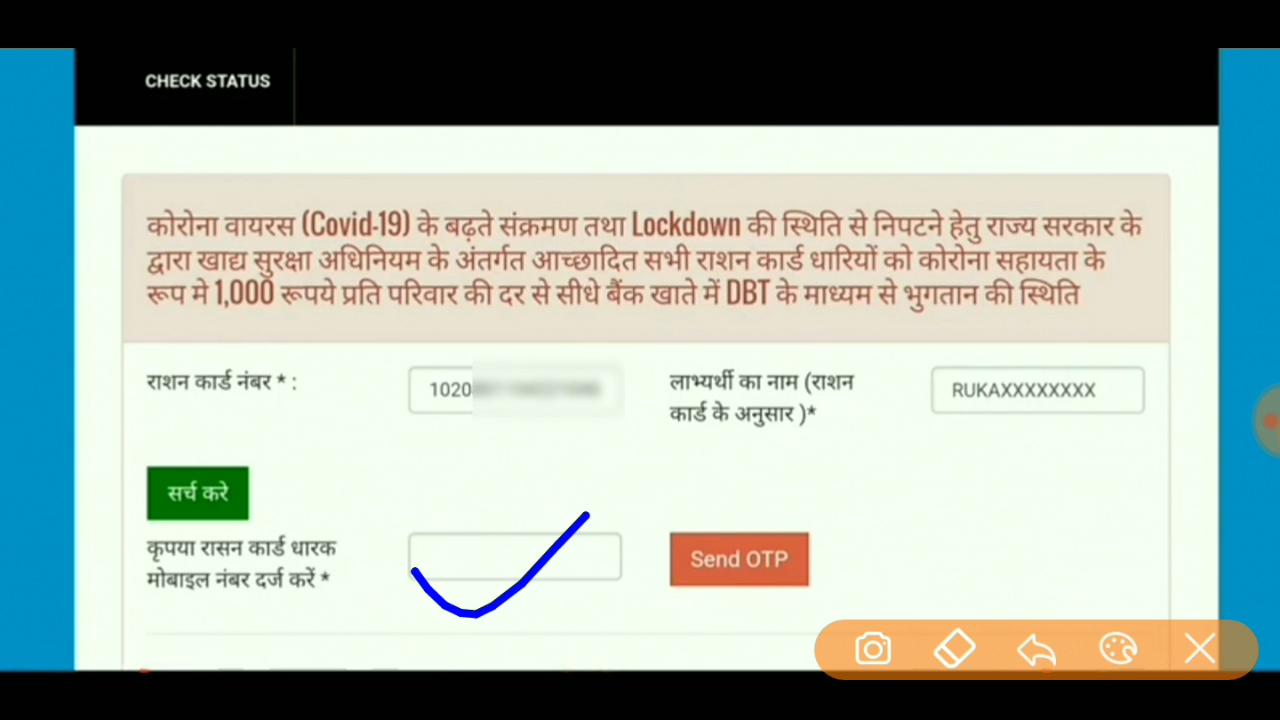 CHECK STATUS
कोरोना वायरस (Covid-19) के बढ़ते संक्रमण तथा Lockdown की स्थिति से निपटने हेतु राज्य सरकार के
द्वारा खाद्य सुरक्षा अधिनियम के अंतर्गत आच्छादित सभी राशन कार्ड धारियों को कोरोना सहायता के
रूप मे 1,000 रूपये प्रति परिवार की दर से सीधे बैंक खाते में DBT के माध्यम से भुगतान की स्थिति
राशन कार्ड नंबर * :
1020
लाभ्यर्थी का नाम (राशन
कार्ड के अनुसार )*
RUKAXXXXXXXX
सर्च करे
कृपया रासन कार्ड धारक
मोबाइल नंबर दर्ज करें *
Send OTP